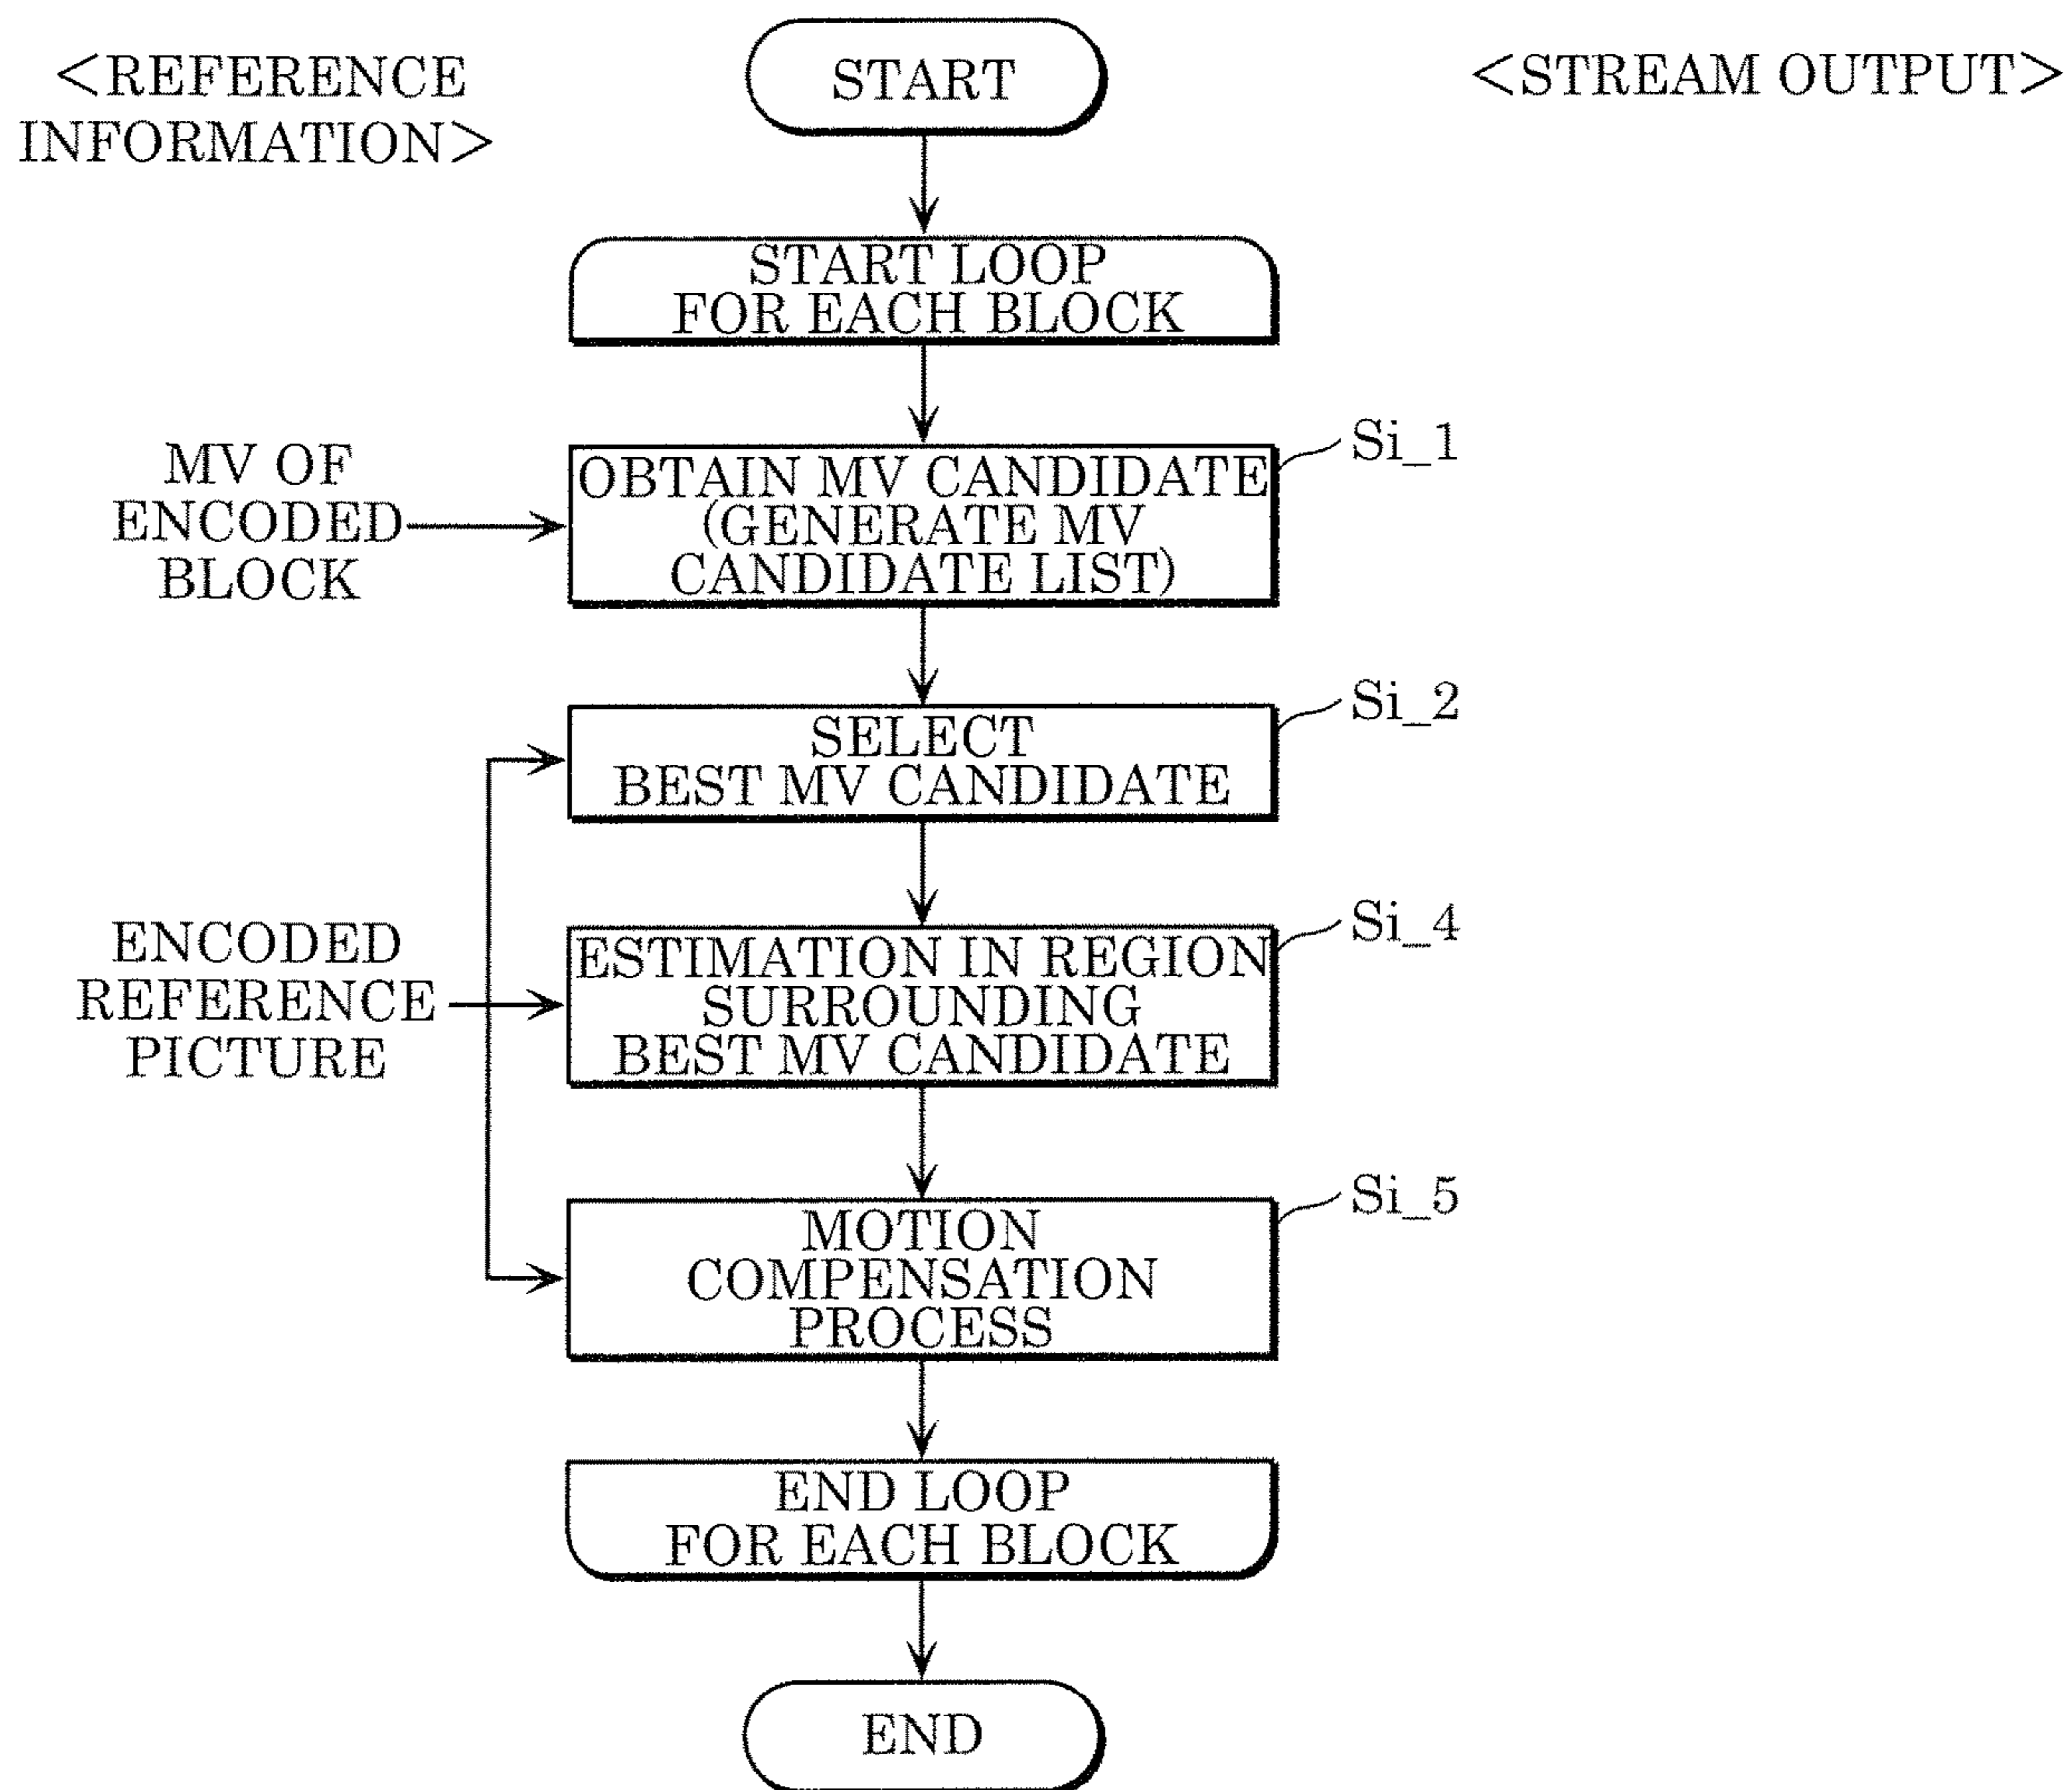 <REFERENCE
INFORMATION>
START
<STREAM OUTPUT>
START LOOP
FOR EACH BLOCK
MV OF
ENCODED
BLOCK
OBTAIN MV CANDIDATE
(GENERATE MV
CANDIDATE LIST)
Si_1
SELECT
BEST MV CANDIDATE
Si_2
ENCODED
REFERENCE
PICTURE
ESTIMATION IN REGION
SURROUNDING
BEST MV CANDIDATE
Si_4
MOTION
COMPENSATION
PROCESS
Si_5
END LOOP
FOR EACH BLOCK
END